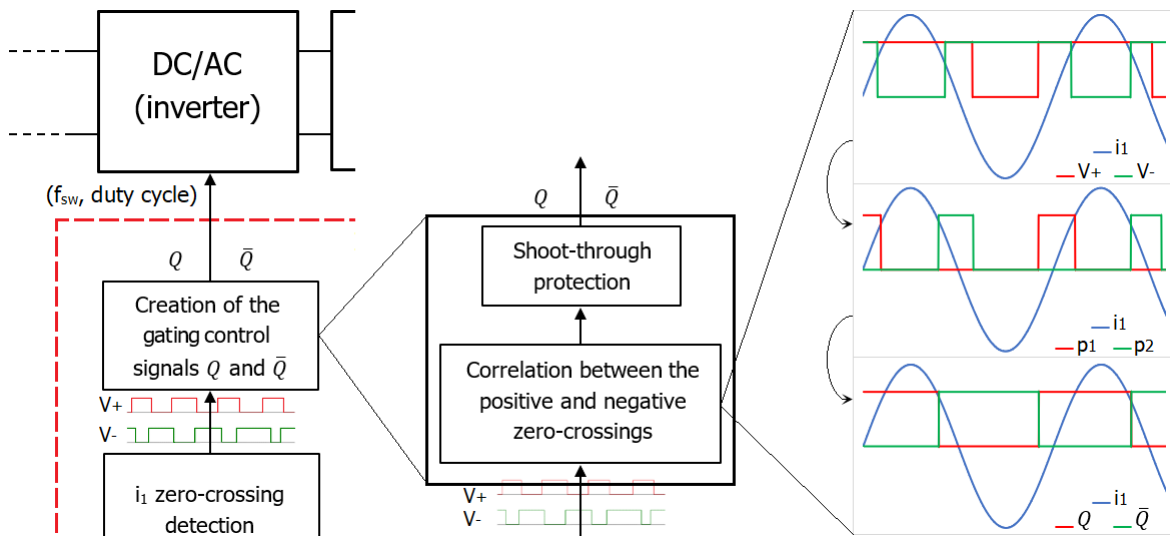 DC/AC
(inverter)
(fsw, duty cycle)
Q Q̅
Creation of the
gating control
signals Q and Q̅
V+
V-
i1 zero-crossing
detection
Q Q̅
Shoot-through
protection
Correlation between the
positive and negative
zero-crossings
V+
V-
i1
V+ V-
i1
p1 p2
i1
Q Q̅